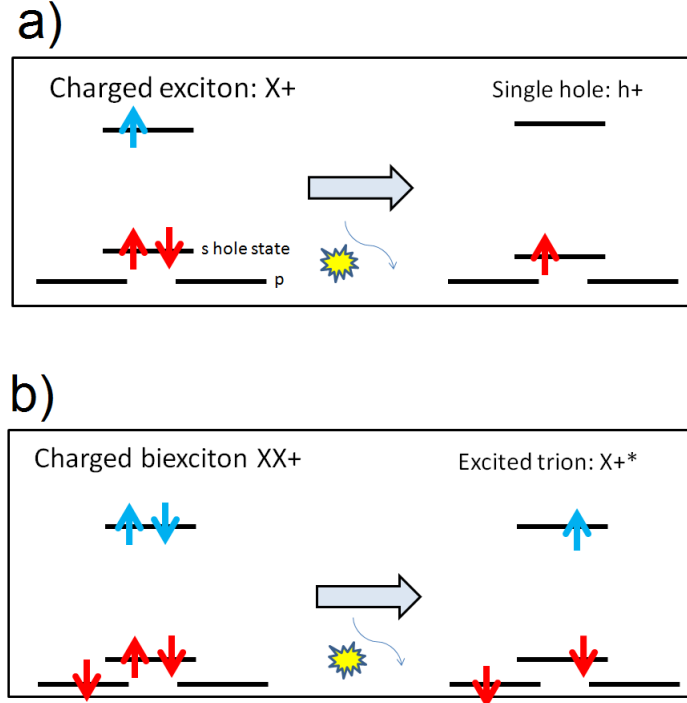 a)
Charged exciton: X+
Single hole: h+
s hole state
p
b)
Charged biexciton XX+
Excited trion: X+*